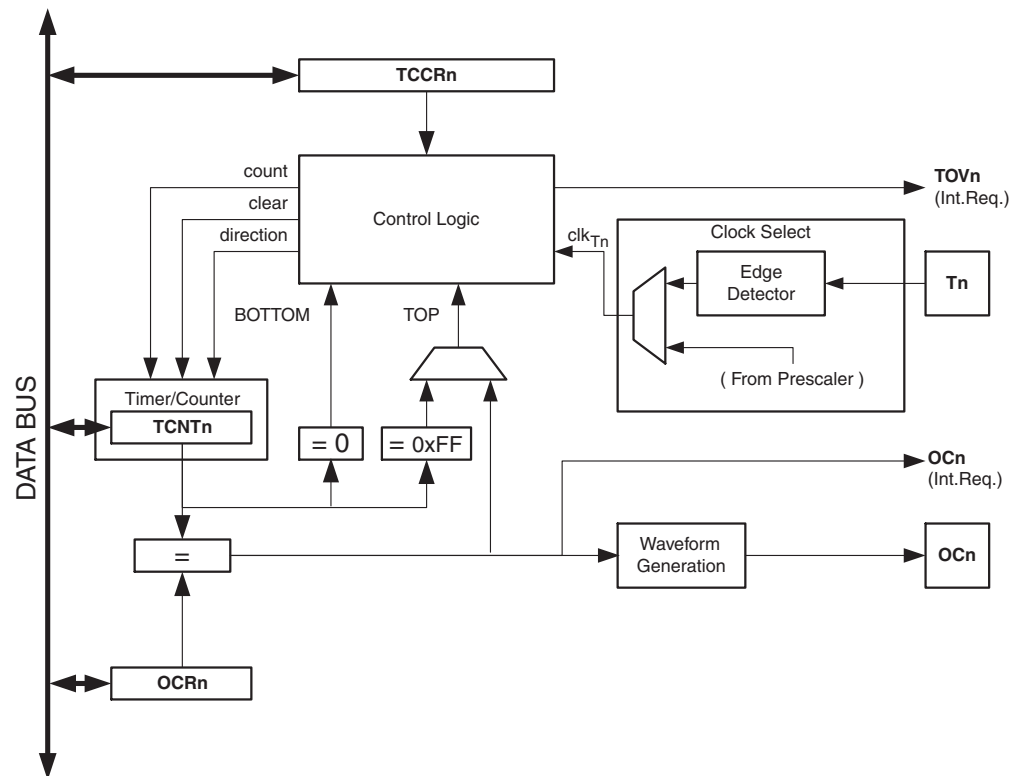 TCCRn
count
clear
direction
Control Logic
TOVn
(Int.Req.)
clkTn
Clock Select
Edge
Detector
Tn
( From Prescaler )
BOTTOM
TOP
DATA BUS
Timer/Counter
TCNTn
= 0
= 0xFF
OCn
(Int.Req.)
=
Waveform
Generation
OCn
OCRn